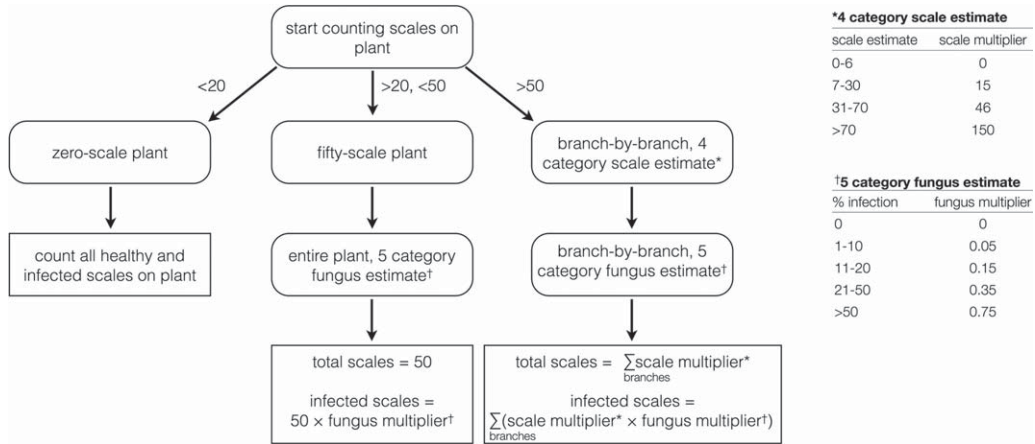 start counting scales on
plant
<20
>20, <50
>50
zero-scale plant
fifty-scale plant
branch-by-branch, 4
category scale estimate*
count all healthy and
infected scales on plant
entire plant, 5 category
fungus estimate†
branch-by-branch, 5
category fungus estimate†
total scales = 50
infected scales =
50 × fungus multiplier†
total scales = ∑scale multiplier*
branches
infected scales =
∑(scale multiplier* × fungus multiplier†)
branches
*4 category scale estimate
scale estimate scale multiplier
0-6 0
7-30 15
31-70 46
>70 150
†5 category fungus estimate
% infection fungus multiplier
0 0
1-10 0.05
11-20 0.15
21-50 0.35
>50 0.75